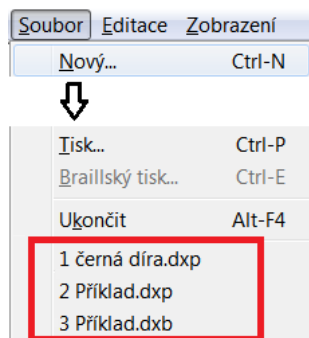 Soubor Editace Zobrazení
Nový... Ctrl-N
Tisk... Ctrl-P
Braillský tisk... Ctrl-E
Ukončit Alt-F4
1 černá díra.dxp
2 Příklad.dxp
3 Příklad.dxb